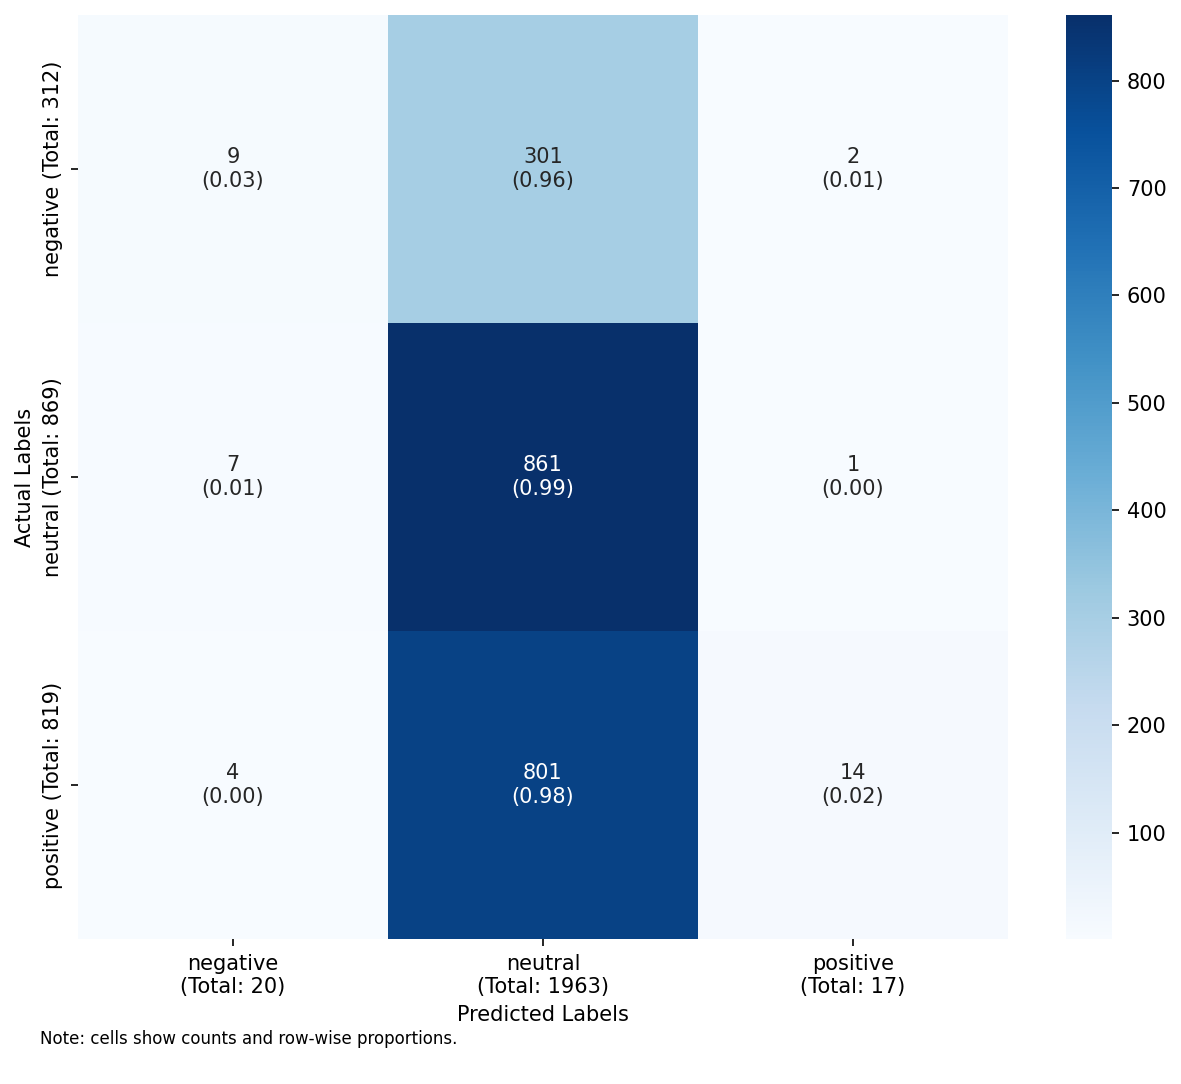 negative (Total: 312)
neutral (Total: 869)
positive (Total: 819)
Actual Labels
9
(0.03)
301
(0.96)
2
(0.01)
7
(0.01)
861
(0.99)
1
(0.00)
4
(0.00)
801
(0.98)
14
(0.02)
negative
(Total: 20)
neutral
(Total: 1963)
positive
(Total: 17)
Predicted Labels
800
700
600
500
400
300
200
100
Note: cells show counts and row-wise proportions.